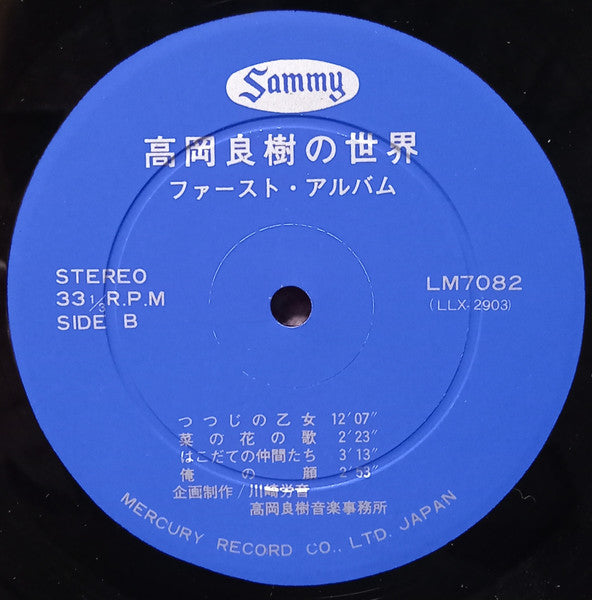 Sammy
高岡良樹の世界
ファースト・アルバム
STEREO
33 1/3 R.P.M
SIDE B
LM7082
(LLX-2903)
つつじの乙女 12'07"
菜の花の歌 2'23"
はこだての仲間たち 3'13"
俺の顔 2'53"
企画制作/川崎労音
高岡良樹音楽事務所
MERCURY RECORD CO., LTD. JAPAN